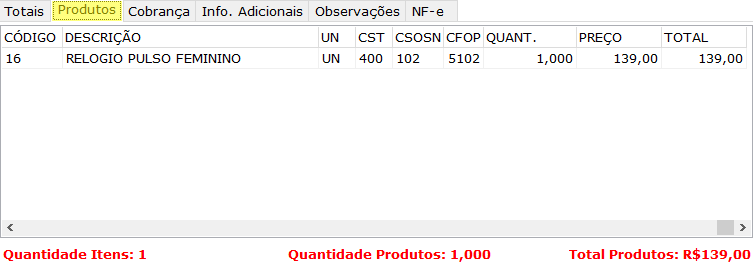 Totais Produtos Cobrança Info. Adicionais Observações NF-e
CÓDIGO DESCRIÇÃO UN CST CSOSN CFOP QUANT. PREÇO TOTAL
16 RELOGIO PULSO FEMININO UN 400 102 5102 1,000 139,00 139,00
Quantidade Itens: 1 Quantidade Produtos: 1,000 Total Produtos: R$139,00